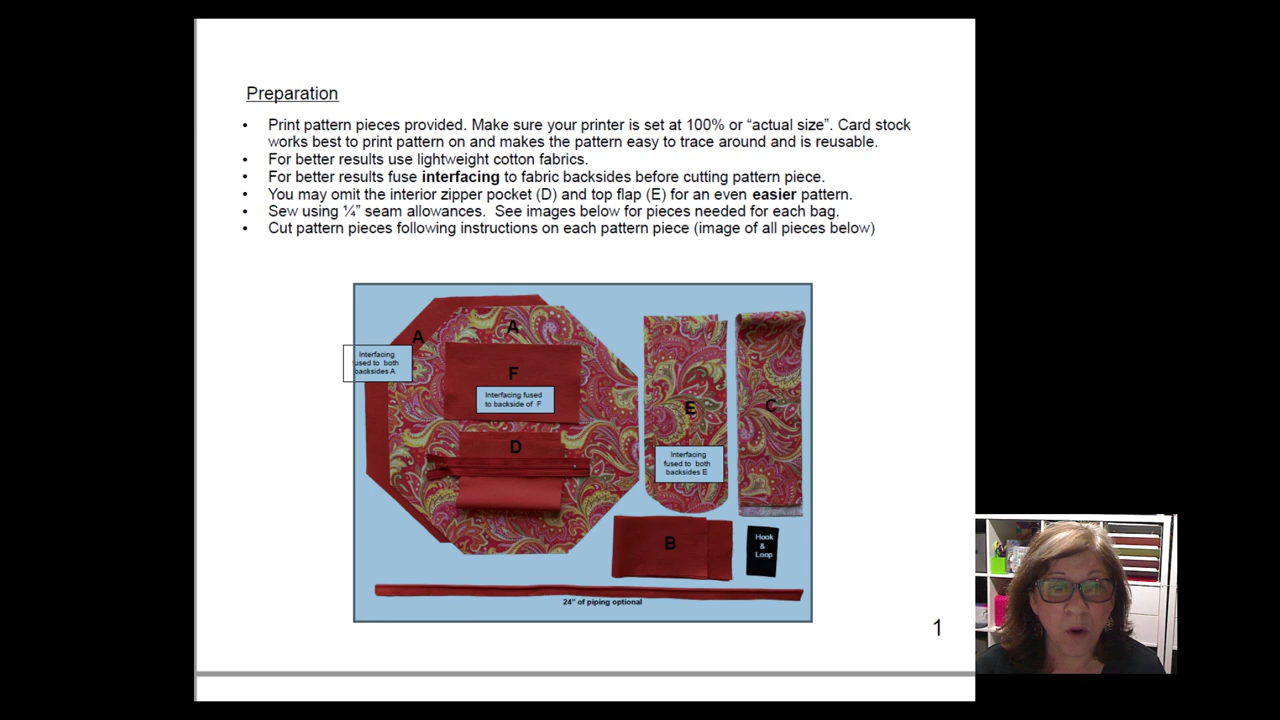 Preparation
• Print pattern pieces provided. Make sure your printer is set at 100% or “actual size”. Card stock
works best to print pattern on and makes the pattern easy to trace around and is reusable.
• For better results use lightweight cotton fabrics.
• For better results fuse interfacing to fabric backsides before cutting pattern piece.
• You may omit the interior zipper pocket (D) and top flap (E) for an even easier pattern.
• Sew using ¼” seam allowances.  See images below for pieces needed for each bag.
• Cut pattern pieces following instructions on each pattern piece (image of all pieces below)
A
A
Interfacing
fused to both
backsides A
F
Interfacing fused
to backside of F
D
E
Interfacing
fused to both
backsides E
C
B
Hook
&
Loop
24" of piping optional
1